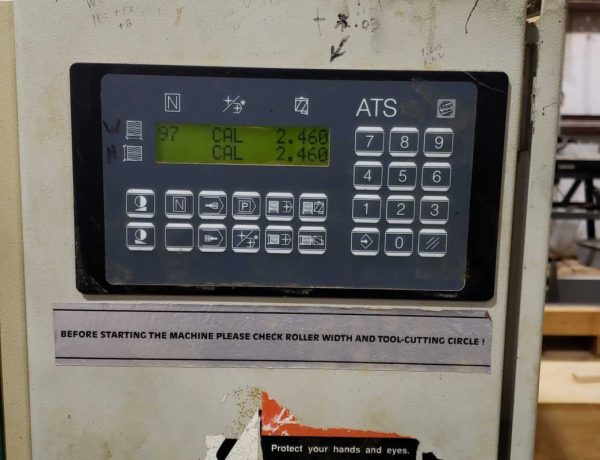 N
ATS
W
97 CAL 2.460
H
CAL 2.460
7 8 9
4 5 6
N P
1 2 3
0
BEFORE STARTING THE MACHINE PLEASE CHECK ROLLER WIDTH AND TOOL-CUTTING CIRCLE !
Protect your hands and eyes.